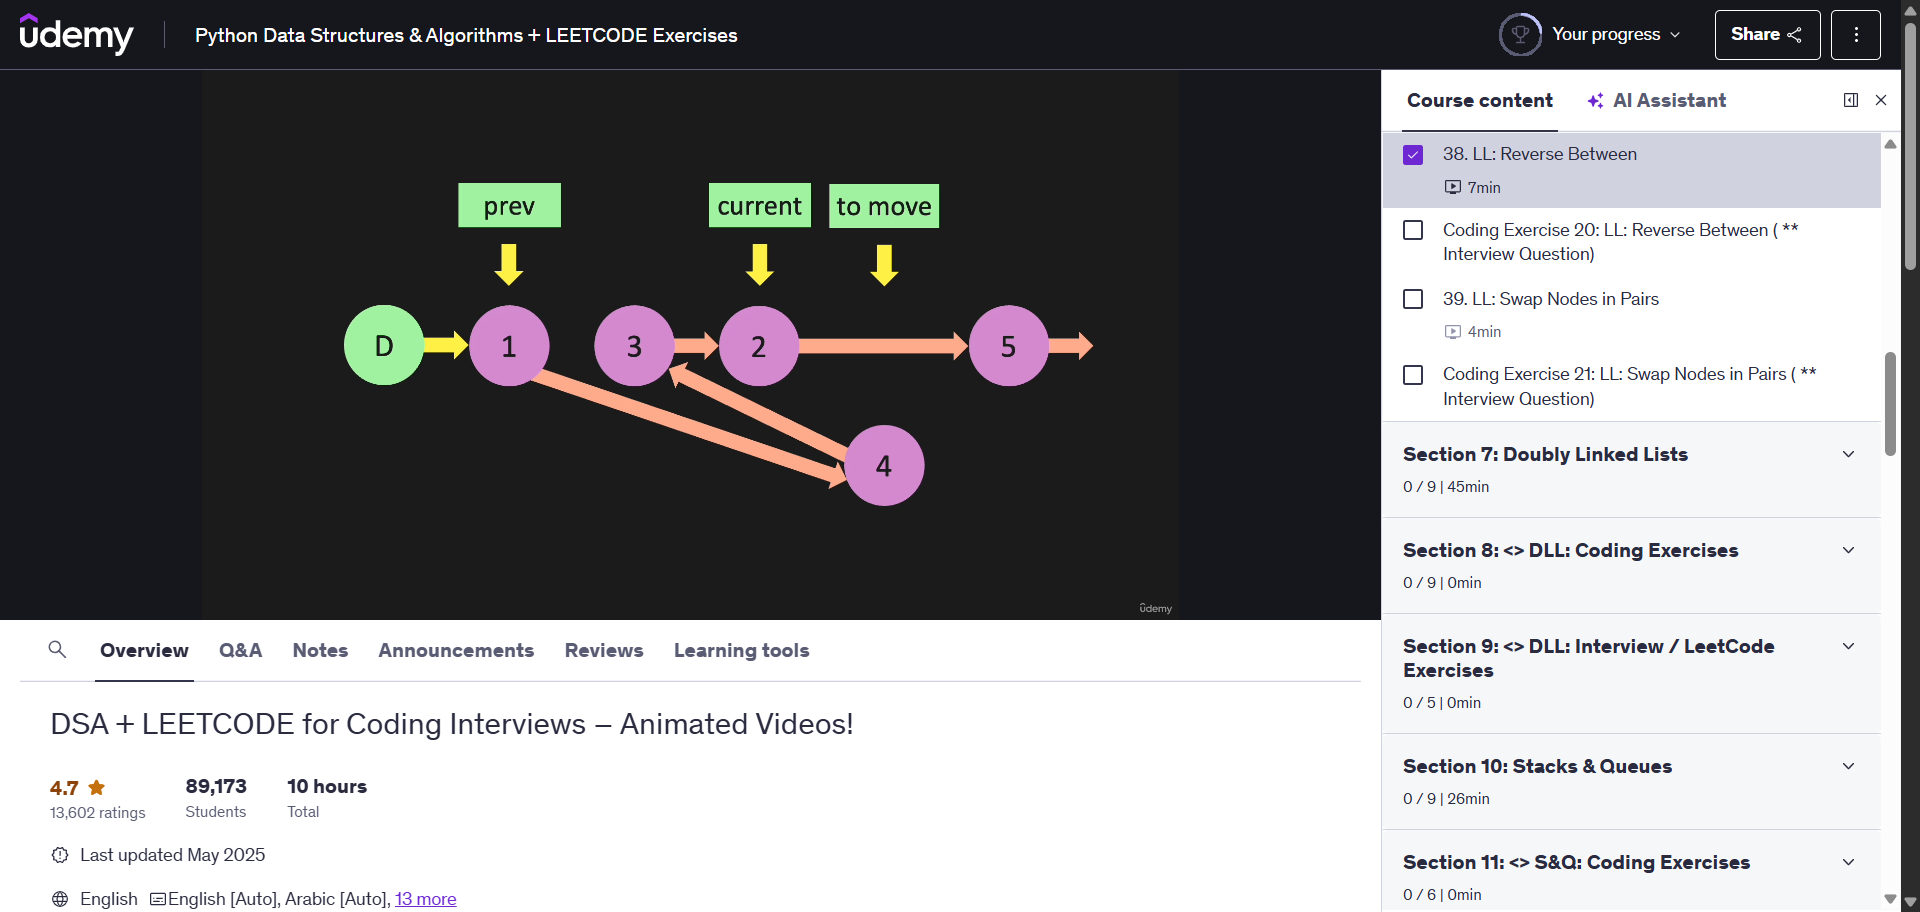 udemy
Python Data Structures & Algorithms + LEETCODE Exercises
Your progress
Share
prev
current
to move
D
1
3
2
5
4
udemy
Course content
AI Assistant
38. LL: Reverse Between
7min
Coding Exercise 20: LL: Reverse Between ( **
Interview Question)
39. LL: Swap Nodes in Pairs
4min
Coding Exercise 21: LL: Swap Nodes in Pairs ( **
Interview Question)
Section 7: Doubly Linked Lists
0 / 9 | 45min
Section 8: <> DLL: Coding Exercises
0 / 9 | 0min
Section 9: <> DLL: Interview / LeetCode
Exercises
0 / 5 | 0min
Section 10: Stacks & Queues
0 / 9 | 26min
Section 11: <> S&Q: Coding Exercises
0 / 6 | 0min
Overview
Q&A
Notes
Announcements
Reviews
Learning tools
DSA + LEETCODE for Coding Interviews – Animated Videos!
4.7
13,602 ratings
89,173
Students
10 hours
Total
Last updated May 2025
English
English [Auto], Arabic [Auto], 13 more